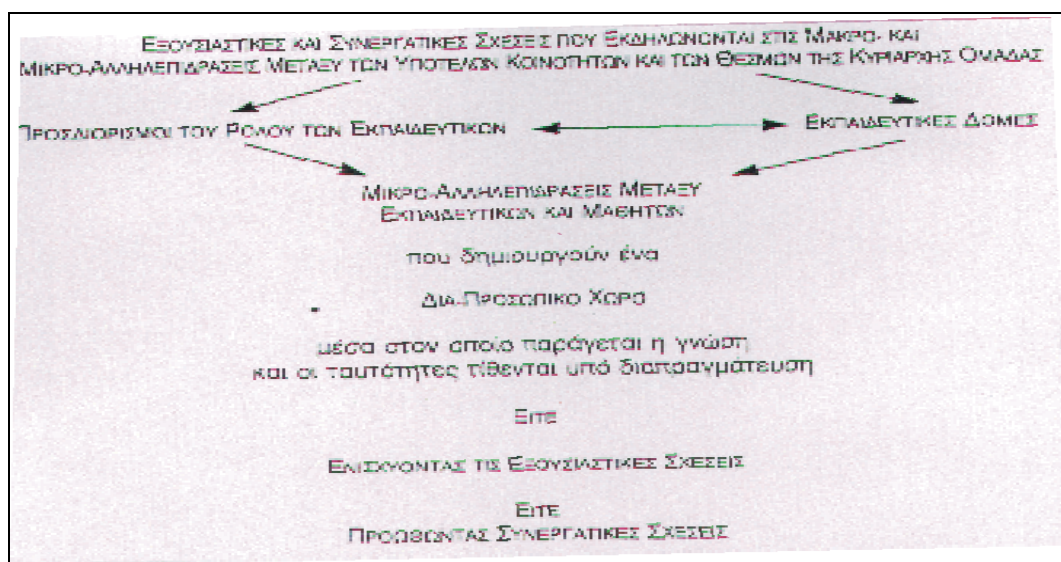 ΕΞΟΥΣΙΑΣΤΙΚΕΣ ΚΑΙ ΣΥΝΕΡΓΑΤΙΚΕΣ ΣΧΕΣΕΙΣ ΠΟΥ ΕΚΔΗΛΩΝΟΝΤΑΙ ΣΤΙΣ ΜΑΚΡΟ- ΚΑΙ
ΜΙΚΡΟ-ΑΛΛΗΛΕΠΙΔΡΑΣΕΙΣ ΜΕΤΑΞΥ ΤΩΝ ΥΠΟΤΕΛΩΝ ΚΟΙΝΟΤΗΤΩΝ ΚΑΙ ΤΩΝ ΘΕΣΜΩΝ ΤΗΣ ΚΥΡΙΑΡΧΗΣ ΟΜΑΔΑΣ
ΠΡΟΣΔΙΟΡΙΣΜΟΙ ΤΟΥ ΡΟΛΟΥ ΤΩΝ ΕΚΠΑΙΔΕΥΤΙΚΩΝ
ΕΚΠΑΙΔΕΥΤΙΚΕΣ ΔΟΜΕΣ
ΜΙΚΡΟ-ΑΛΛΗΛΕΠΙΔΡΑΣΕΙΣ ΜΕΤΑΞΥ
ΕΚΠΑΙΔΕΥΤΙΚΩΝ ΚΑΙ ΜΑΘΗΤΩΝ
που δημιουργούν ένα
ΔΙΑ-ΠΡΟΣΩΠΙΚΟ ΧΩΡΟ
μέσα στον οποίο παράγεται η γνώση
και οι ταυτότητες τίθενται υπό διαπραγμάτευση
ΕΙΤΕ
ΕΝΙΣΧΥΟΝΤΑΣ ΤΙΣ ΕΞΟΥΣΙΑΣΤΙΚΕΣ ΣΧΕΣΕΙΣ
ΕΙΤΕ
ΠΡΟΩΘΩΝΤΑΣ ΣΥΝΕΡΓΑΤΙΚΕΣ ΣΧΕΣΕΙΣ